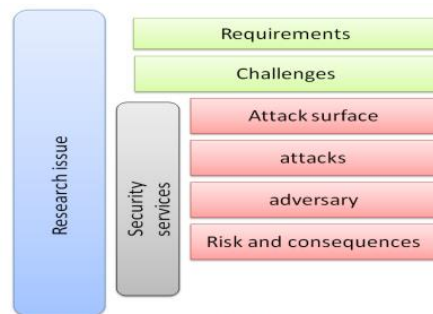 Research issue
Requirements
Challenges
Security
services
Attack surface
attacks
adversary
Risk and consequences